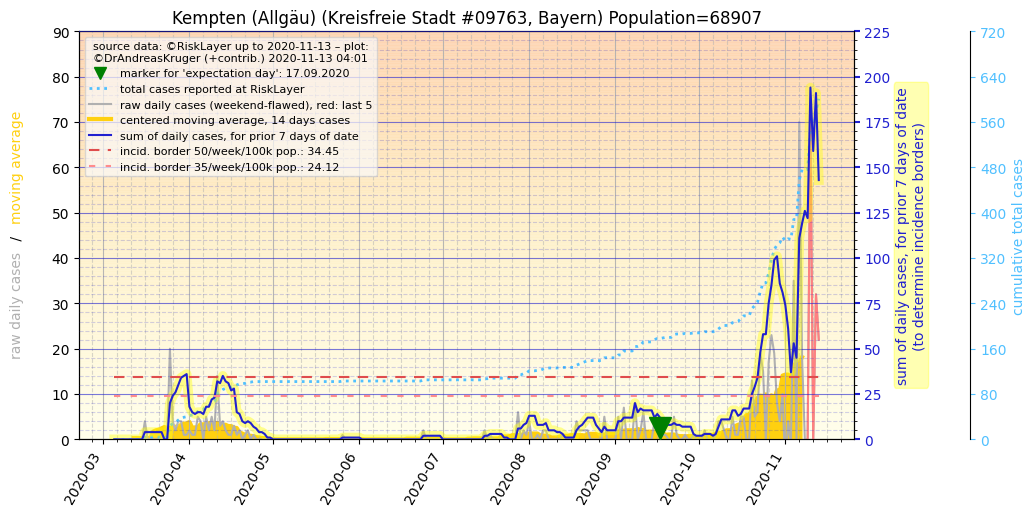 Kempten (Allgäu) (Kreisfreie Stadt #09763, Bayern) Population=68907
source data: ©RiskLayer up to 2020-11-13 – plot:
©DrAndreasKruger (+contrib.) 2020-11-13 04:01
marker for 'expectation day': 17.09.2020
total cases reported at RiskLayer
raw daily cases (weekend-flawed), red: last 5
centered moving average, 14 days cases
sum of daily cases, for prior 7 days of date
incid. border 50/week/100k pop.: 34.45
incid. border 35/week/100k pop.: 24.12
raw daily cases / moving average
90
80
70
60
50
40
30
20
10
0
225
200
175
150
125
100
75
50
25
0
sum of daily cases, for prior 7 days of date
(to determine incidence borders)
720
640
560
480
400
320
240
160
80
0
cumulative total cases
2020-03
2020-04
2020-05
2020-06
2020-07
2020-08
2020-09
2020-10
2020-11